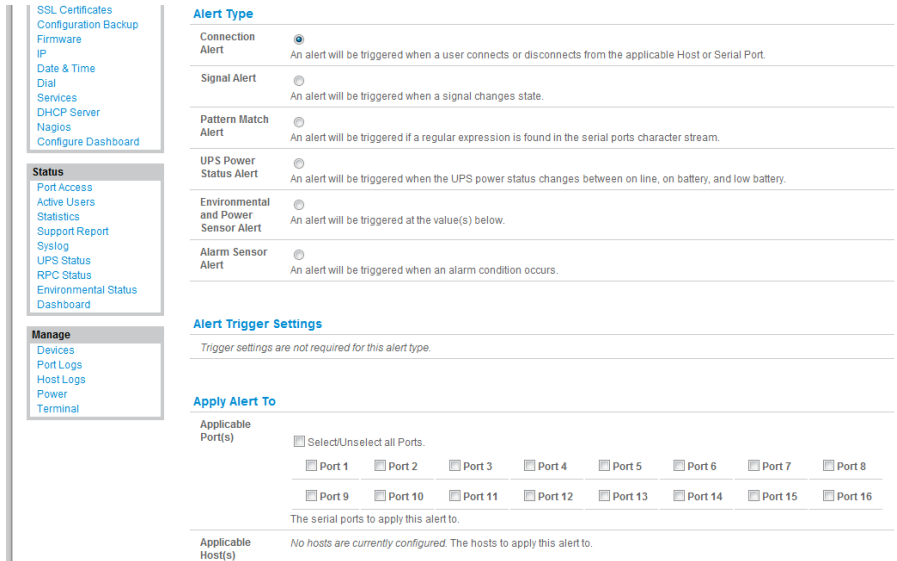 SSL Certificates
Configuration Backup
Firmware
IP
Date & Time
Dial
Services
DHCP Server
Nagios
Configure Dashboard
Status
Port Access
Active Users
Statistics
Support Report
Syslog
UPS Status
RPC Status
Environmental Status
Dashboard
Manage
Devices
Port Logs
Host Logs
Power
Terminal
Alert Type
Connection
Alert
An alert will be triggered when a user connects or disconnects from the applicable Host or Serial Port.
Signal Alert
An alert will be triggered when a signal changes state.
Pattern Match
Alert
An alert will be triggered if a regular expression is found in the serial ports character stream.
UPS Power
Status Alert
An alert will be triggered when the UPS power status changes between on line, on battery, and low battery.
Environmental
and Power
Sensor Alert
An alert will be triggered at the value(s) below.
Alarm Sensor
Alert
An alert will be triggered when an alarm condition occurs.
Alert Trigger Settings
Trigger settings are not required for this alert type.
Apply Alert To
Applicable
Port(s)
Select/Unselect all Ports.
Port 1 Port 2 Port 3 Port 4 Port 5 Port 6 Port 7 Port 8
Port 9 Port 10 Port 11 Port 12 Port 13 Port 14 Port 15 Port 16
The serial ports to apply this alert to.
Applicable
Host(s)
No hosts are currently configured. The hosts to apply this alert to.